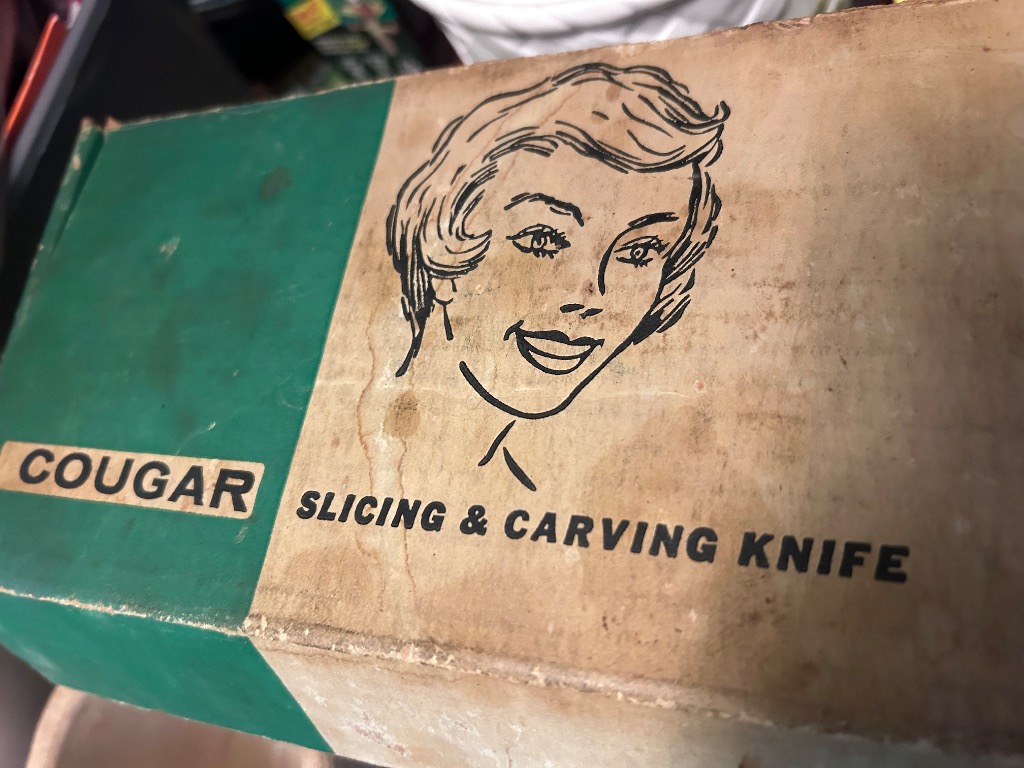 COUGAR
SLICING & CARVING KNIFE